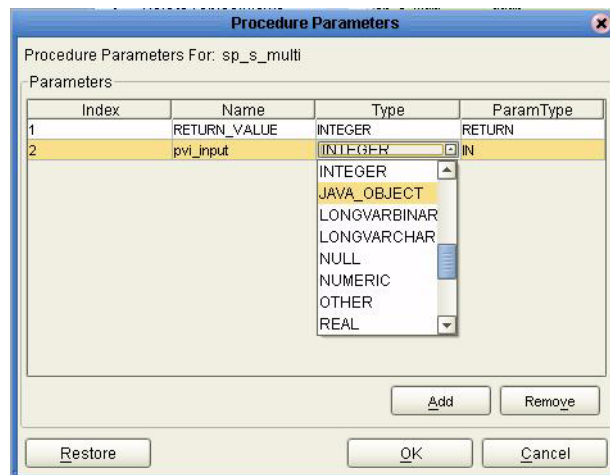 Procedure Parameters
Procedure Parameters For: sp_s_multi
Parameters
Index Name Type ParamType
1 RETURN_VALUE INTEGER RETURN
2 pvi_input INTEGER IN
INTEGER
JAVA_OBJECT
LONGVARBINAR
LONGVARCHAR
NULL
NUMERIC
OTHER
REAL
Add Remove
Restore OK Cancel